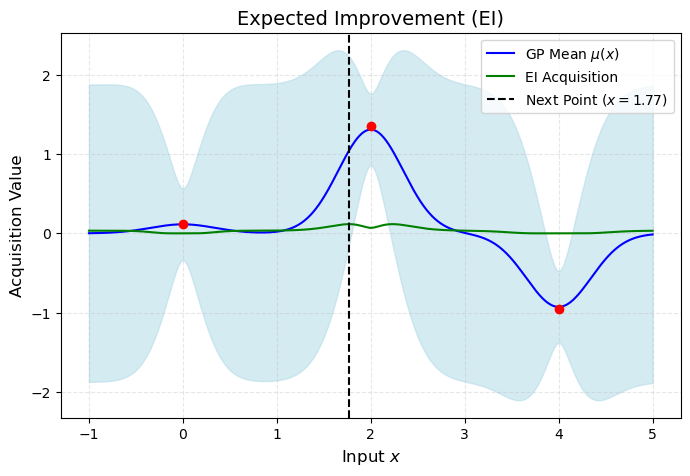 Expected Improvement (EI)
GP Mean μ(x)
EI Acquisition
Next Point (x = 1.77)
Acquisition Value
2
1
0
−1
−2
−1 0 1 2 3 4 5
Input x